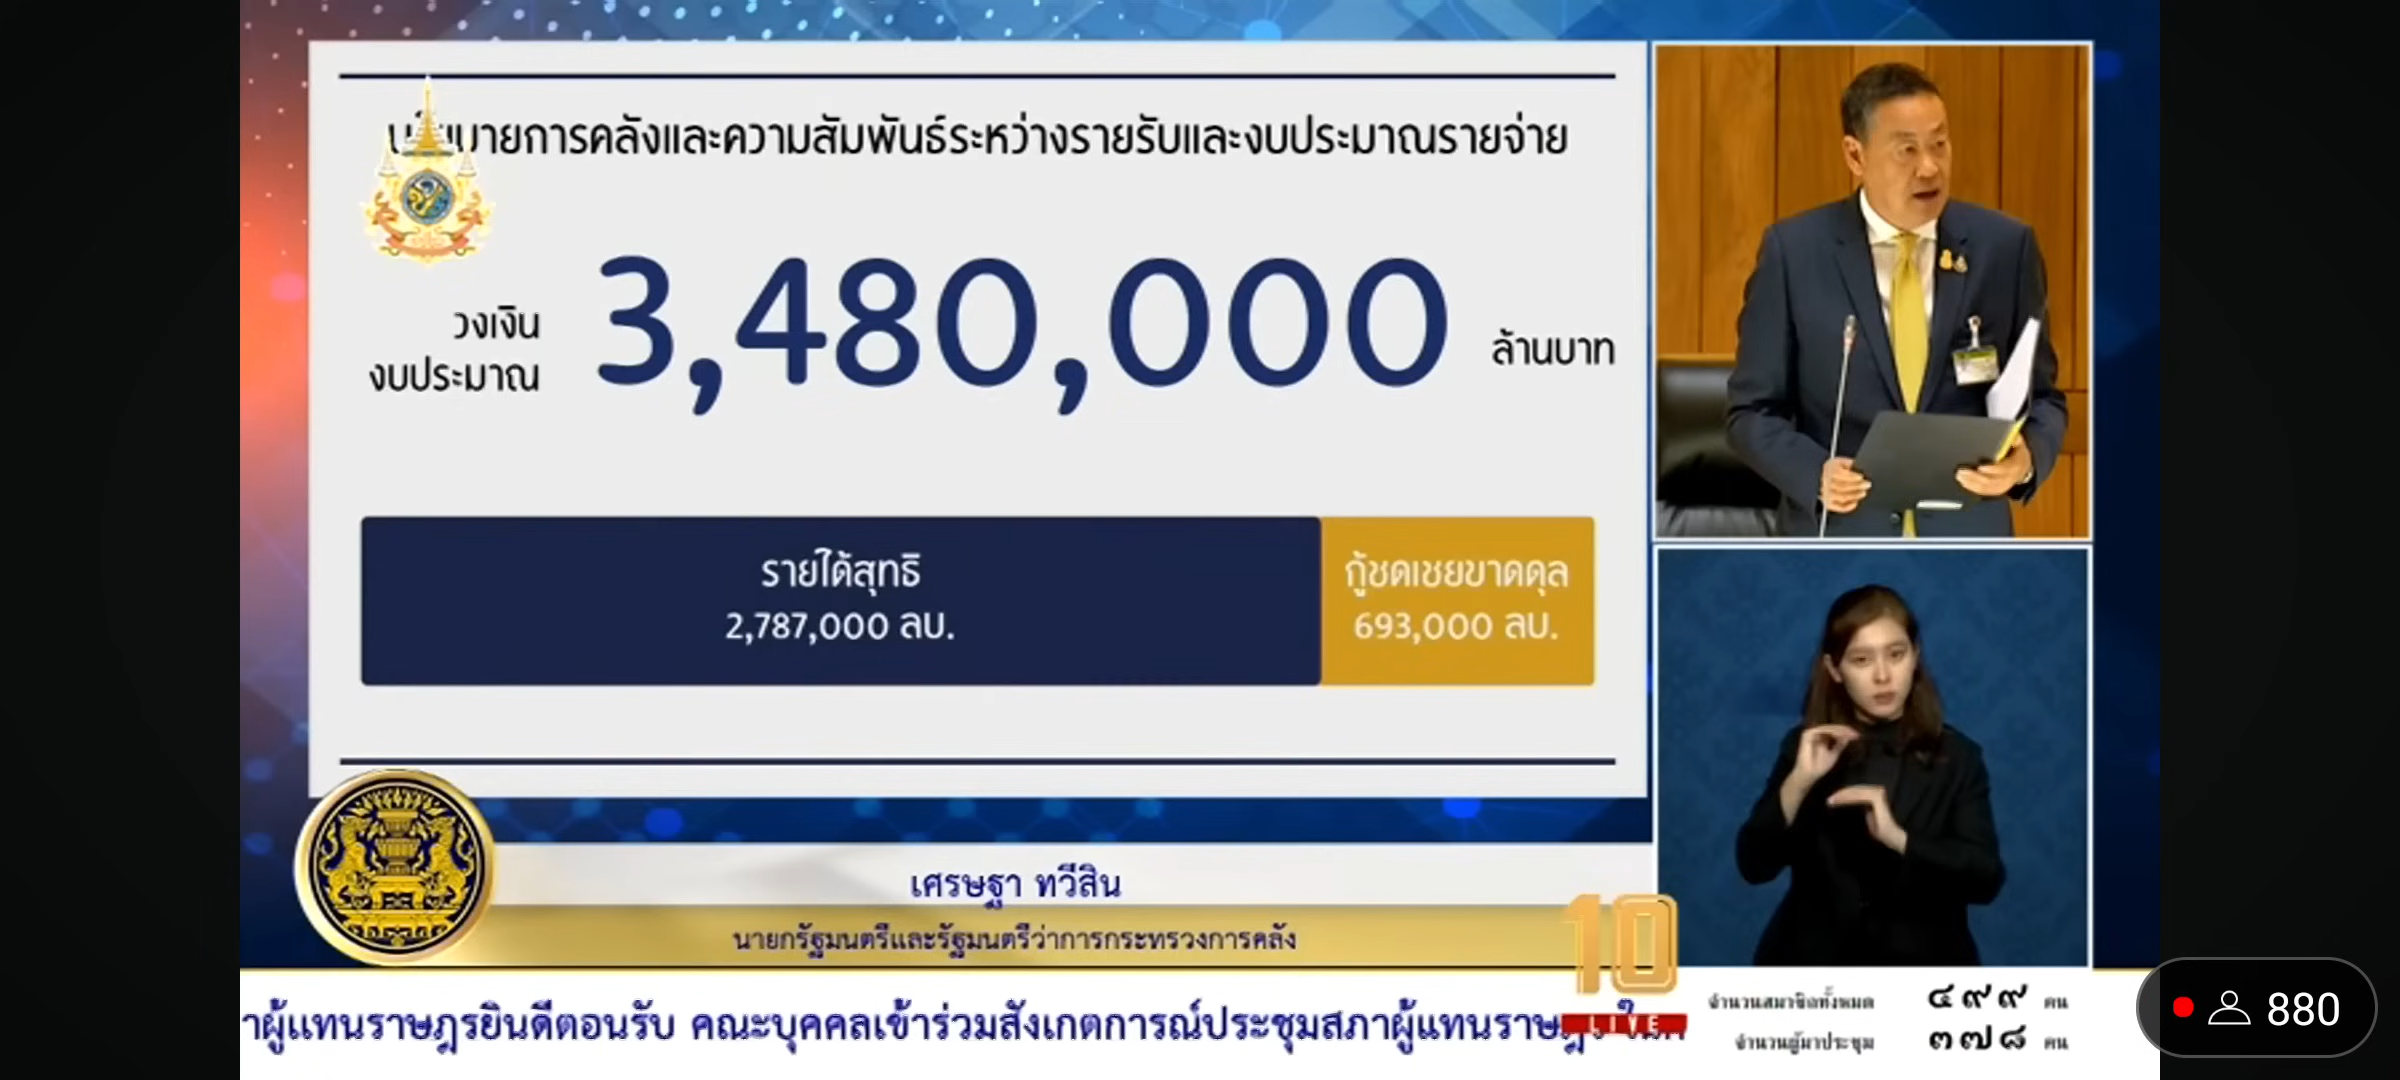 นโยบายการคลังและความสัมพันธ์ระหว่างรายรับและงบประมาณรายจ่าย
วงเงิน
งบประมาณ
3,480,000
ล้านบาท
รายได้สุทธิ
2,787,000 ลบ.
กู้ชดเชยขาดดุล
693,000 ลบ.
เศรษฐา ทวีสิน
นายกรัฐมนตรีและรัฐมนตรีว่าการกระทรวงการคลัง
10
LIVE
าผู้แทนราษฎรยินดีตอนรับ คณะบุคคลเข้าร่วมสังเกตการณ์ประชุมสภาผู้แทนราษฎร
จำนวนสมาชิกทั้งหมด ๔๙๙ คน
จำนวนผู้มาประชุม ๓๗๘ คน
880